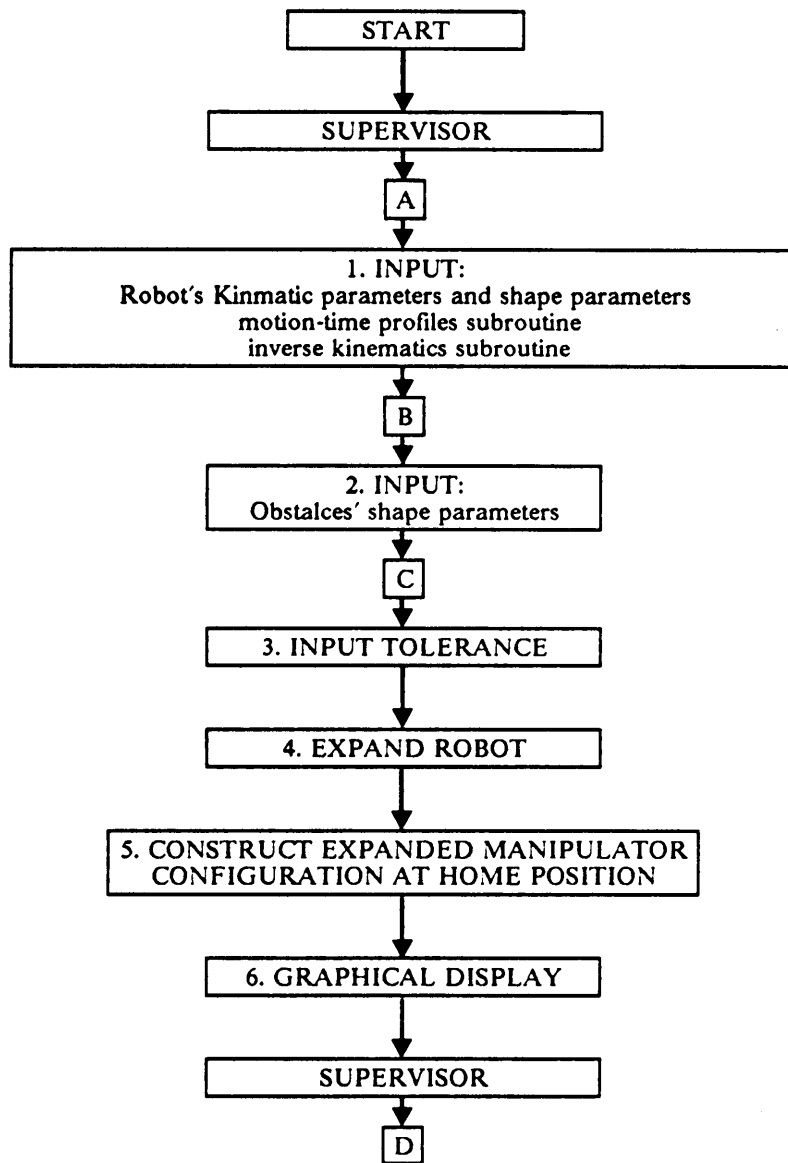 START
SUPERVISOR
A
1. INPUT:
Robot's Kinmatic parameters and shape parameters
motion-time profiles subroutine
inverse kinematics subroutine
B
2. INPUT:
Obstalces' shape parameters
C
3. INPUT TOLERANCE
4. EXPAND ROBOT
5. CONSTRUCT EXPANDED MANIPULATOR
CONFIGURATION AT HOME POSITION
6. GRAPHICAL DISPLAY
SUPERVISOR
D